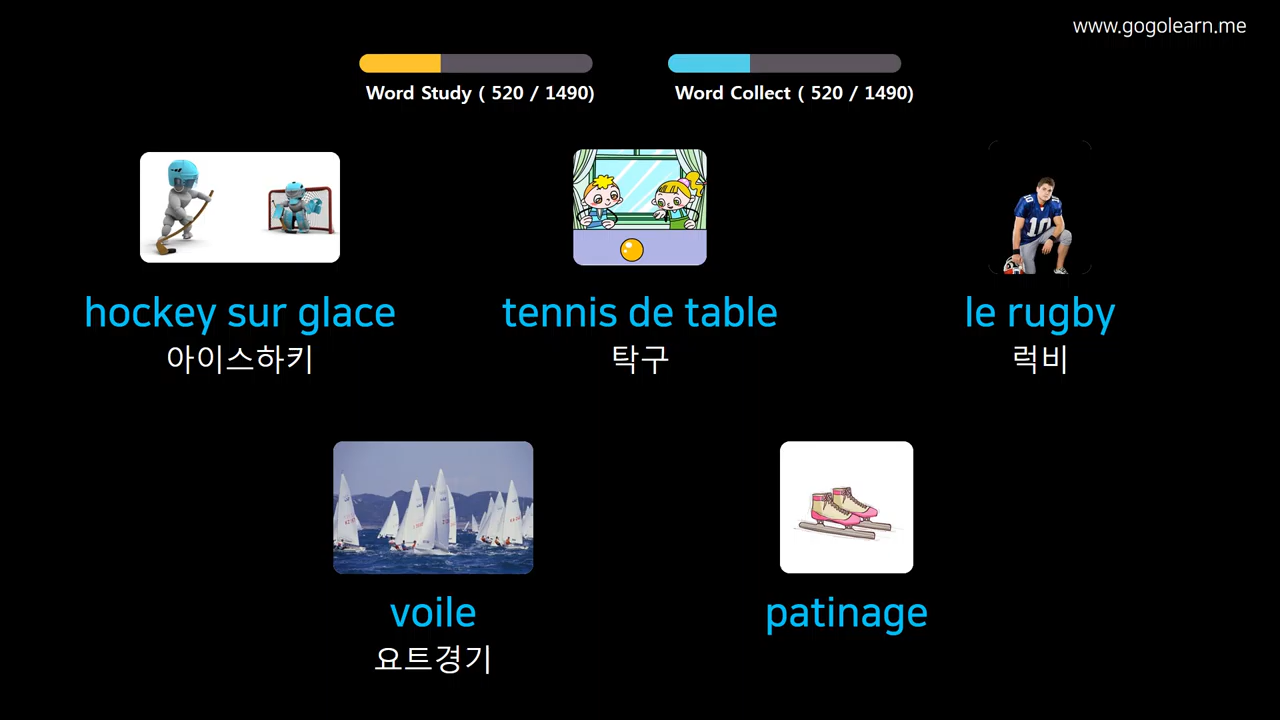 www.gogolearn.me
Word Study ( 520 / 1490)
Word Collect ( 520 / 1490)
hockey sur glace
아이스하키
tennis de table
탁구
10
le rugby
럭비
voile
요트경기
patinage